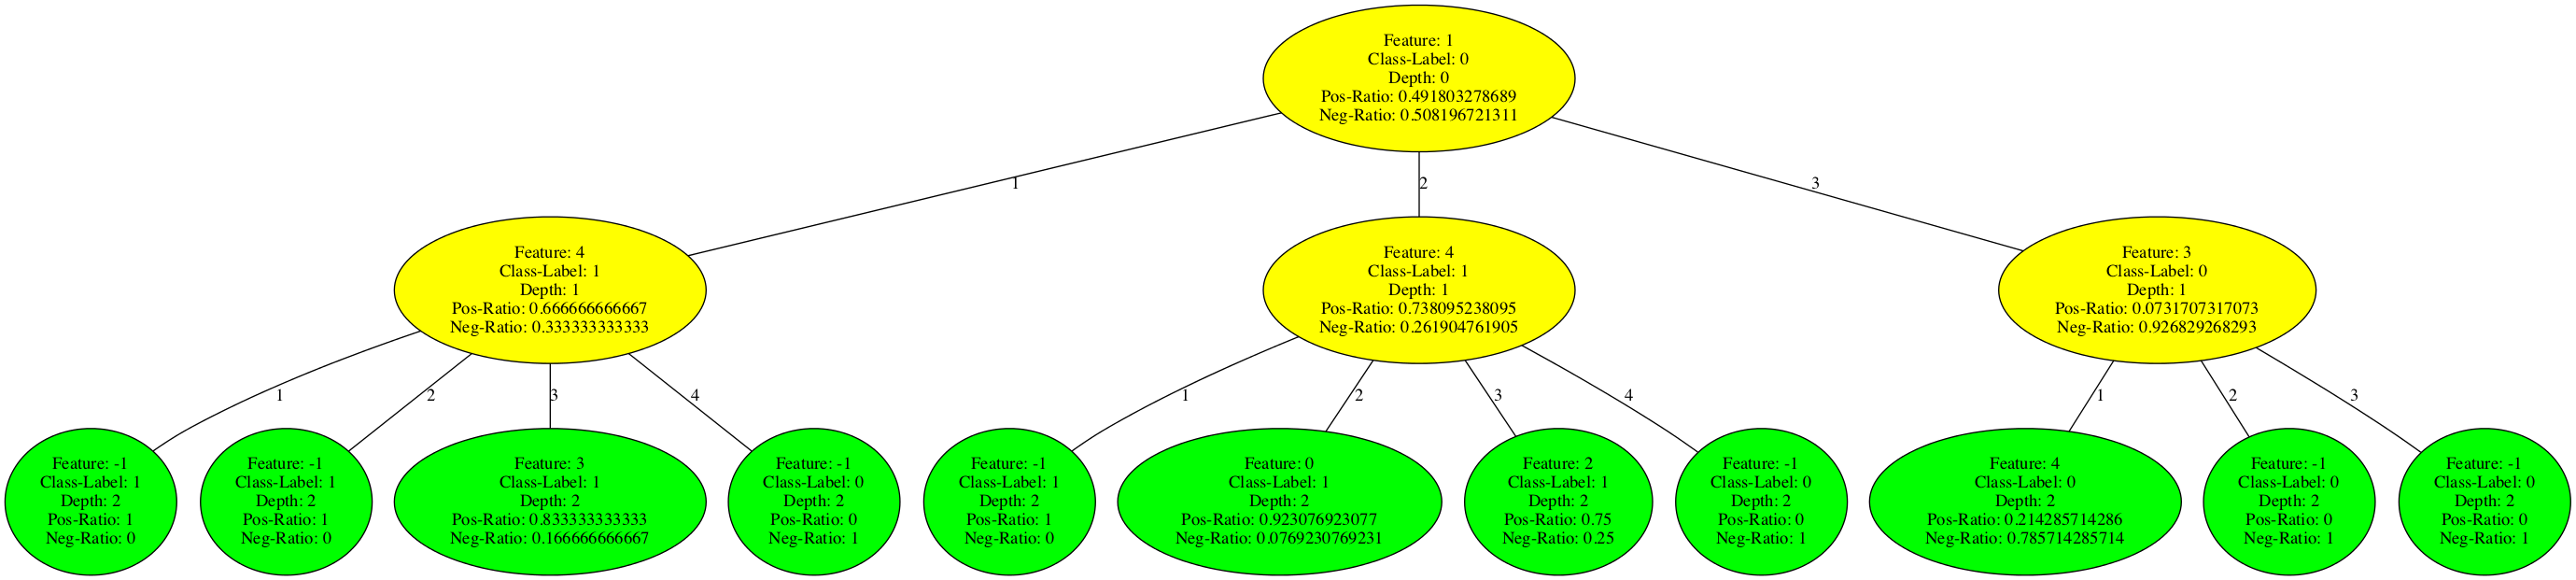 Feature: 1
Class-Label: 0
Depth: 0
Pos-Ratio: 0.491803278689
Neg-Ratio: 0.508196721311
1
2
3
Feature: 4
Class-Label: 1
Depth: 1
Pos-Ratio: 0.666666666667
Neg-Ratio: 0.333333333333
Feature: 4
Class-Label: 1
Depth: 1
Pos-Ratio: 0.738095238095
Neg-Ratio: 0.261904761905
Feature: 3
Class-Label: 0
Depth: 1
Pos-Ratio: 0.0731707317073
Neg-Ratio: 0.926829268293
1
2
3
4
1
2
3
4
1
2
3
Feature: -1
Class-Label: 1
Depth: 2
Pos-Ratio: 1
Neg-Ratio: 0
Feature: -1
Class-Label: 1
Depth: 2
Pos-Ratio: 1
Neg-Ratio: 0
Feature: 3
Class-Label: 1
Depth: 2
Pos-Ratio: 0.833333333333
Neg-Ratio: 0.166666666667
Feature: -1
Class-Label: 0
Depth: 2
Pos-Ratio: 0
Neg-Ratio: 1
Feature: -1
Class-Label: 1
Depth: 2
Pos-Ratio: 1
Neg-Ratio: 0
Feature: 0
Class-Label: 1
Depth: 2
Pos-Ratio: 0.923076923077
Neg-Ratio: 0.0769230769231
Feature: 2
Class-Label: 1
Depth: 2
Pos-Ratio: 0.75
Neg-Ratio: 0.25
Feature: -1
Class-Label: 0
Depth: 2
Pos-Ratio: 0
Neg-Ratio: 1
Feature: 4
Class-Label: 0
Depth: 2
Pos-Ratio: 0.214285714286
Neg-Ratio: 0.785714285714
Feature: -1
Class-Label: 0
Depth: 2
Pos-Ratio: 0
Neg-Ratio: 1
Feature: -1
Class-Label: 0
Depth: 2
Pos-Ratio: 0
Neg-Ratio: 1